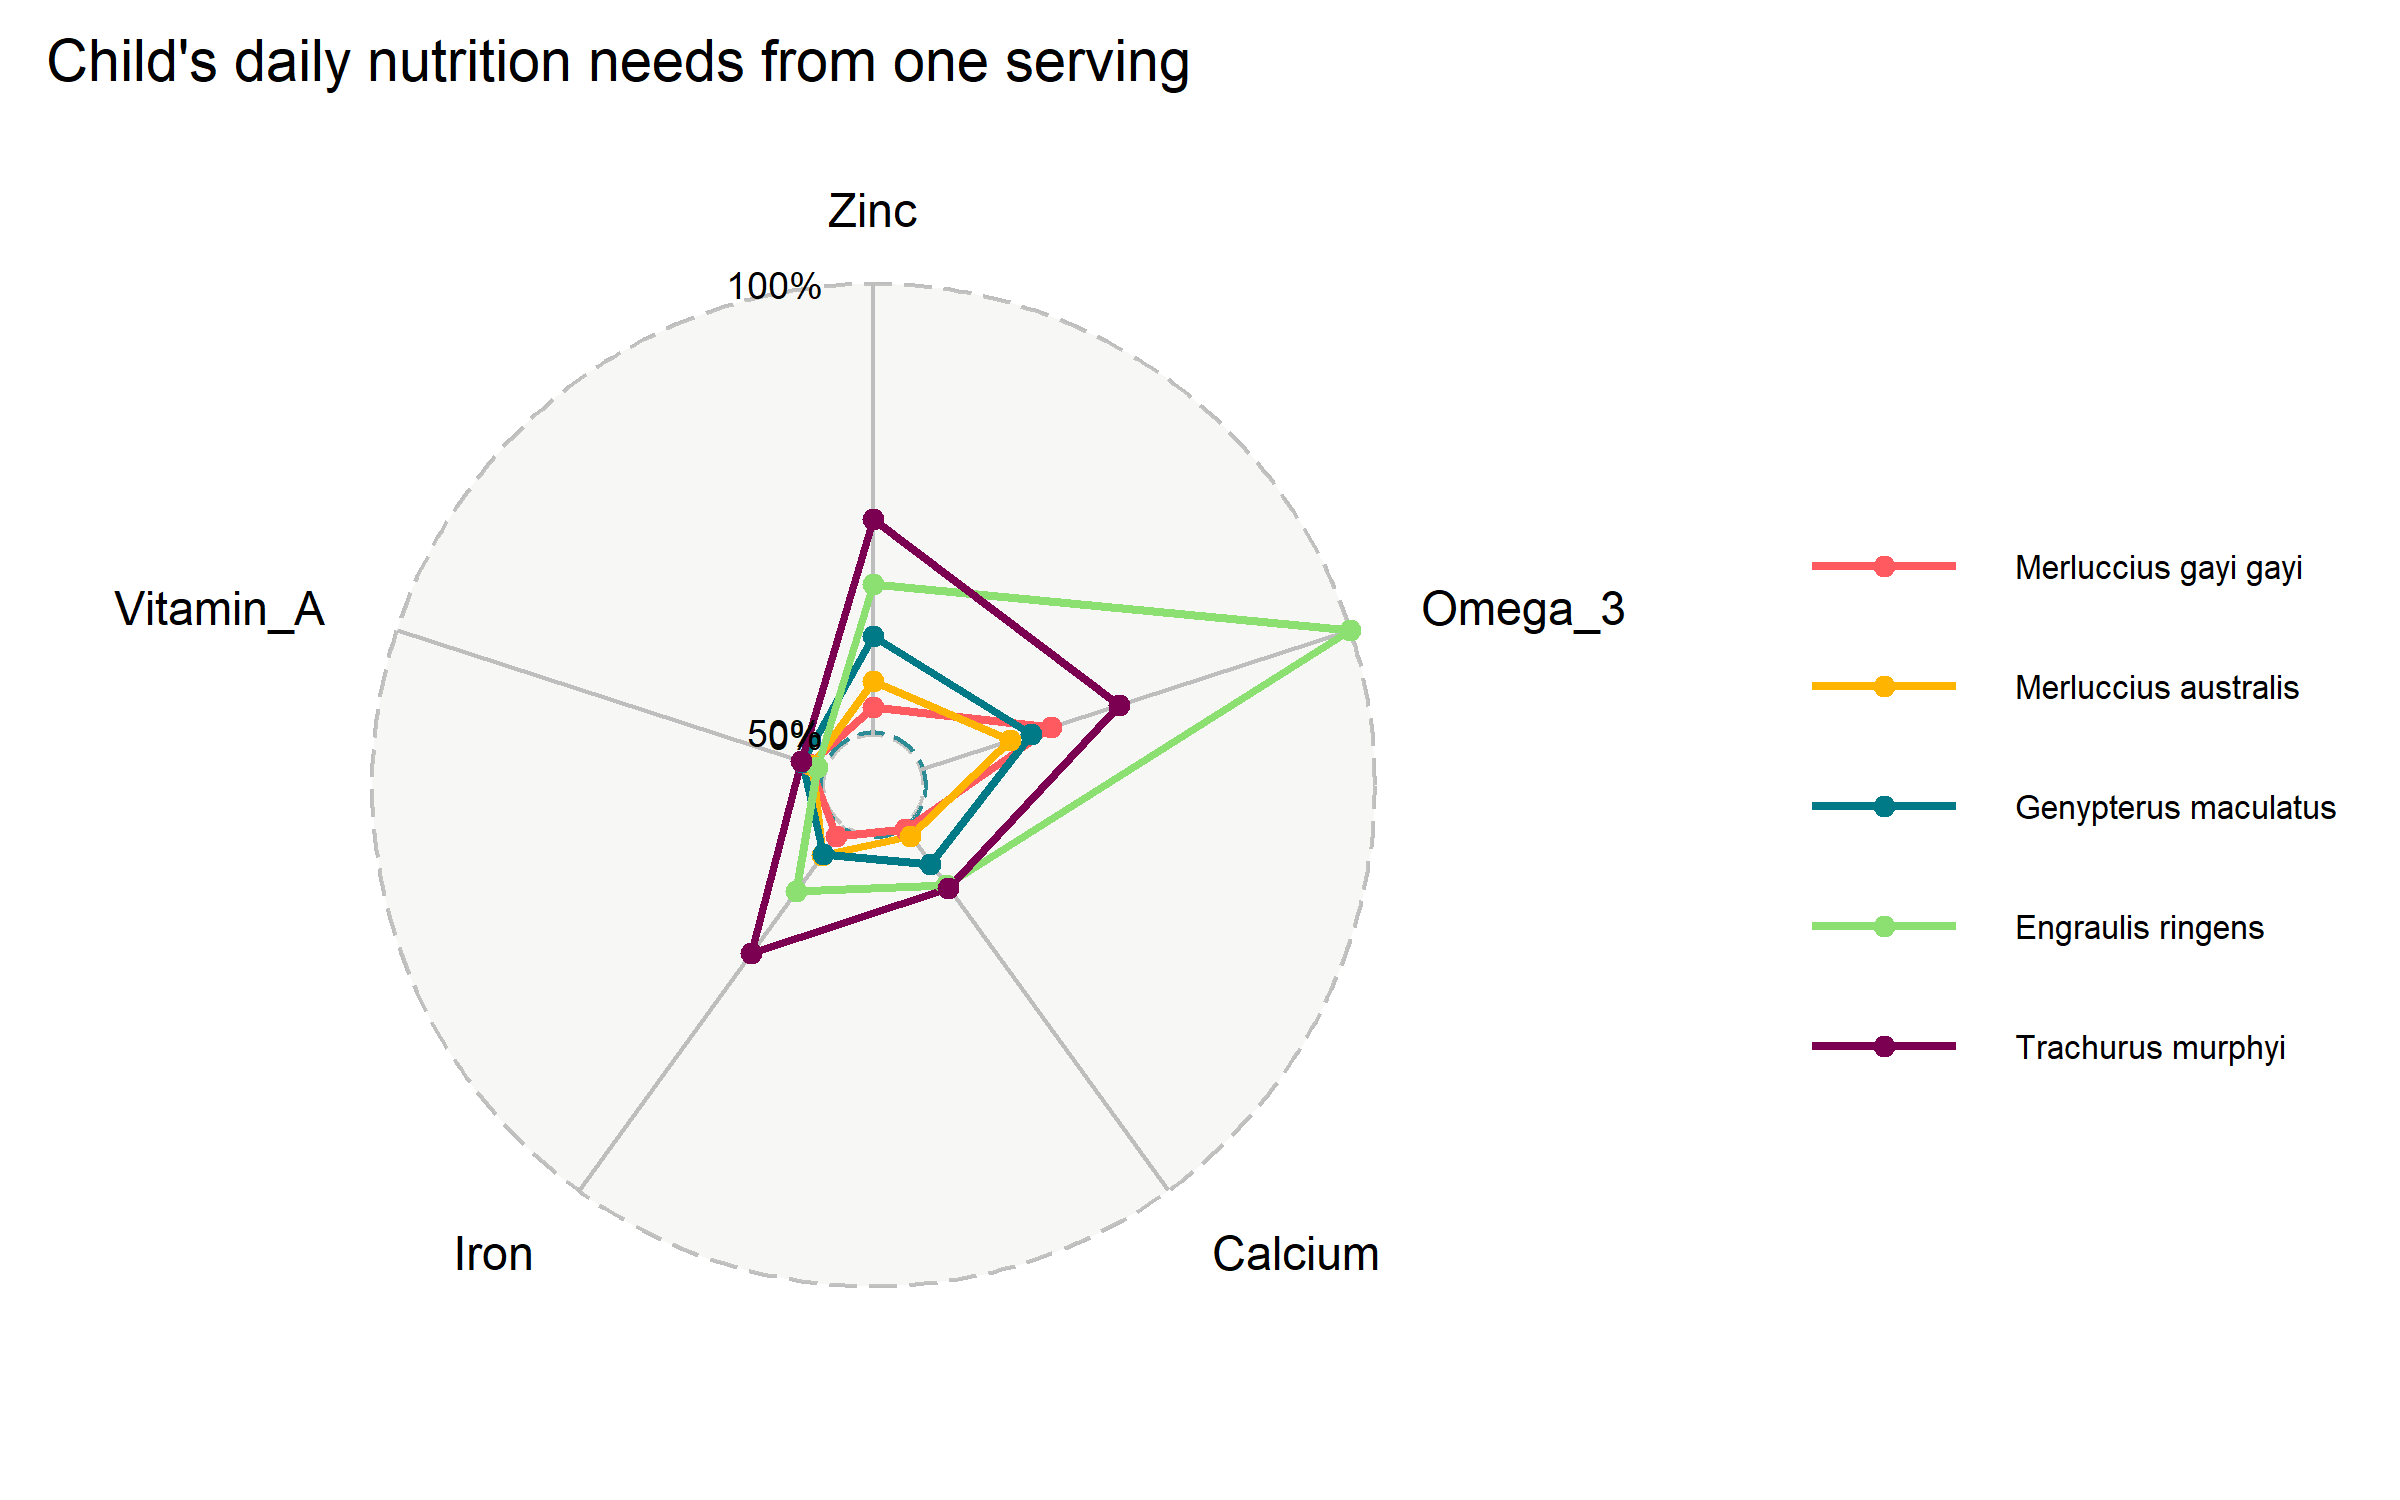 Child's daily nutrition needs from one serving
Zinc
100%
Vitamin_A
Omega_3
50%
0%
Iron
Calcium
Merluccius gayi gayi
Merluccius australis
Genypterus maculatus
Engraulis ringens
Trachurus murphyi